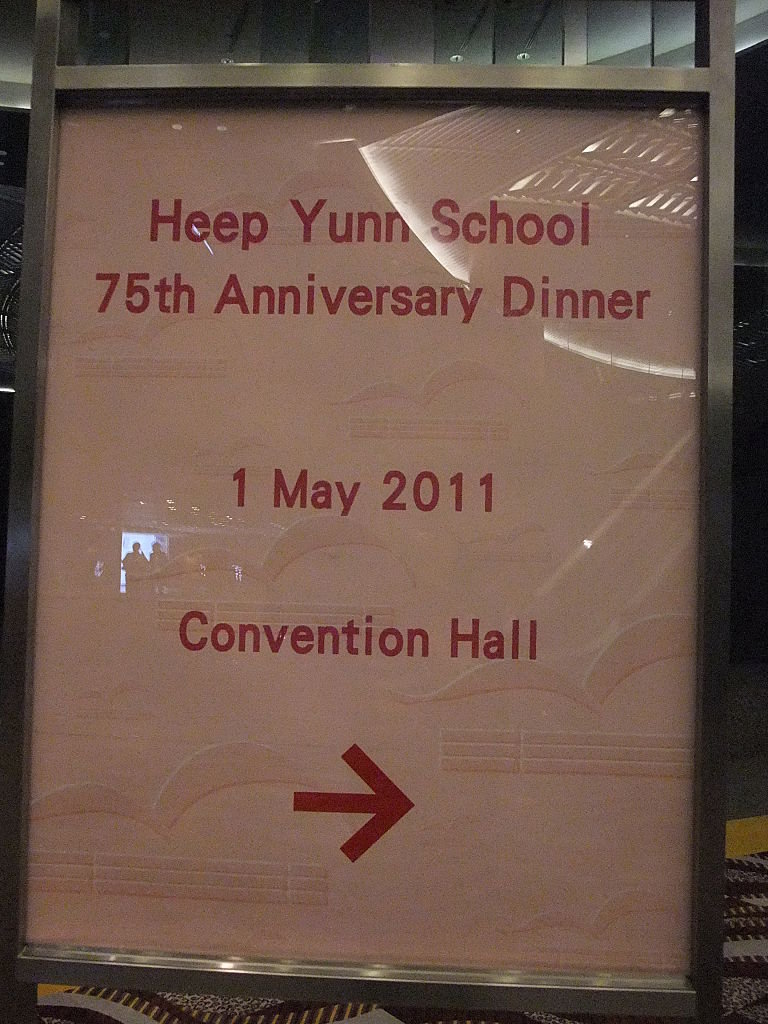 Heep Yunn School
75th Anniversary Dinner
1 May 2011
Convention Hall